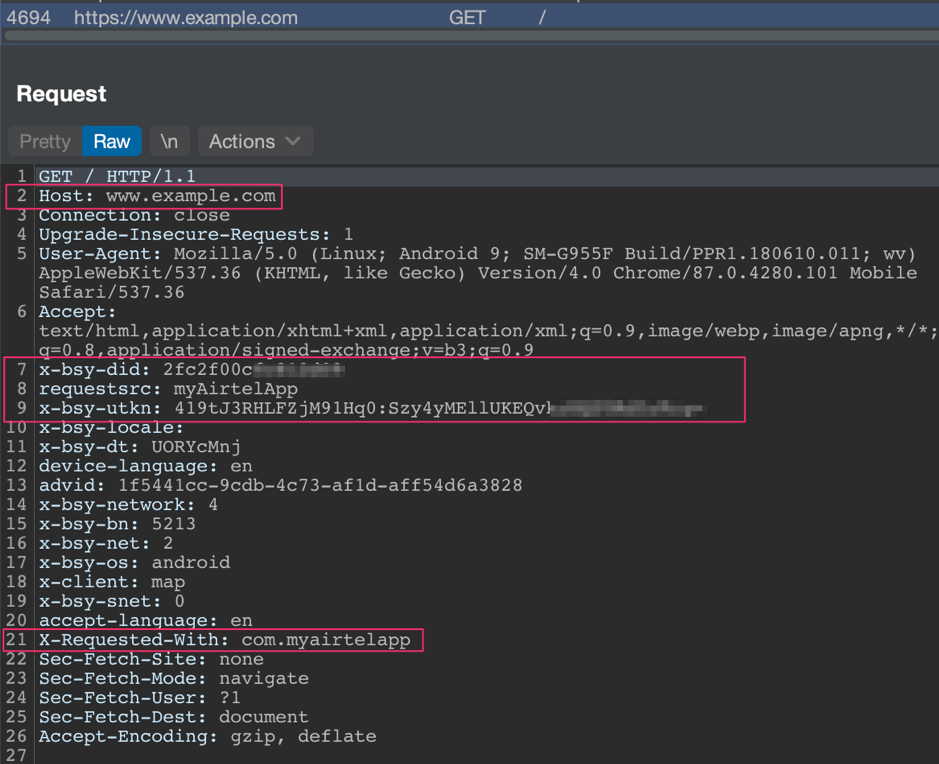 4694 https://www.example.com GET /
Request
Pretty Raw \n Actions
1 GET / HTTP/1.1
2 Host: www.example.com
3 Connection: close
4 Upgrade-Insecure-Requests: 1
5 User-Agent: Mozilla/5.0 (Linux; Android 9; SM-G955F Build/PPR1.180610.011; wv)
AppleWebKit/537.36 (KHTML, like Gecko) Version/4.0 Chrome/87.0.4280.101 Mobile
Safari/537.36
6 Accept:
text/html,application/xhtml+xml,application/xml;q=0.9,image/webp,image/apng,*/*;
q=0.8,application/signed-exchange;v=b3;q=0.9
7 x-bsy-did: 2fc2f00c
8 requestsrc: myAirtelApp
9 x-bsy-utkn: 419tJ3RHLFZjM91Hq0:Szy4yMEllUKEQv
10 x-bsy-locale:
11 x-bsy-dt: UORYcMnj
12 device-language: en
13 advid: 1f5441cc-9cdb-4c73-af1d-aff54d6a3828
14 x-bsy-network: 4
15 x-bsy-bn: 5213
16 x-bsy-net: 2
17 x-bsy-os: android
18 x-client: map
19 x-bsy-snet: 0
20 accept-language: en
21 X-Requested-With: com.myairtelapp
22 Sec-Fetch-Site: none
23 Sec-Fetch-Mode: navigate
24 Sec-Fetch-User: ?1
25 Sec-Fetch-Dest: document
26 Accept-Encoding: gzip, deflate
27